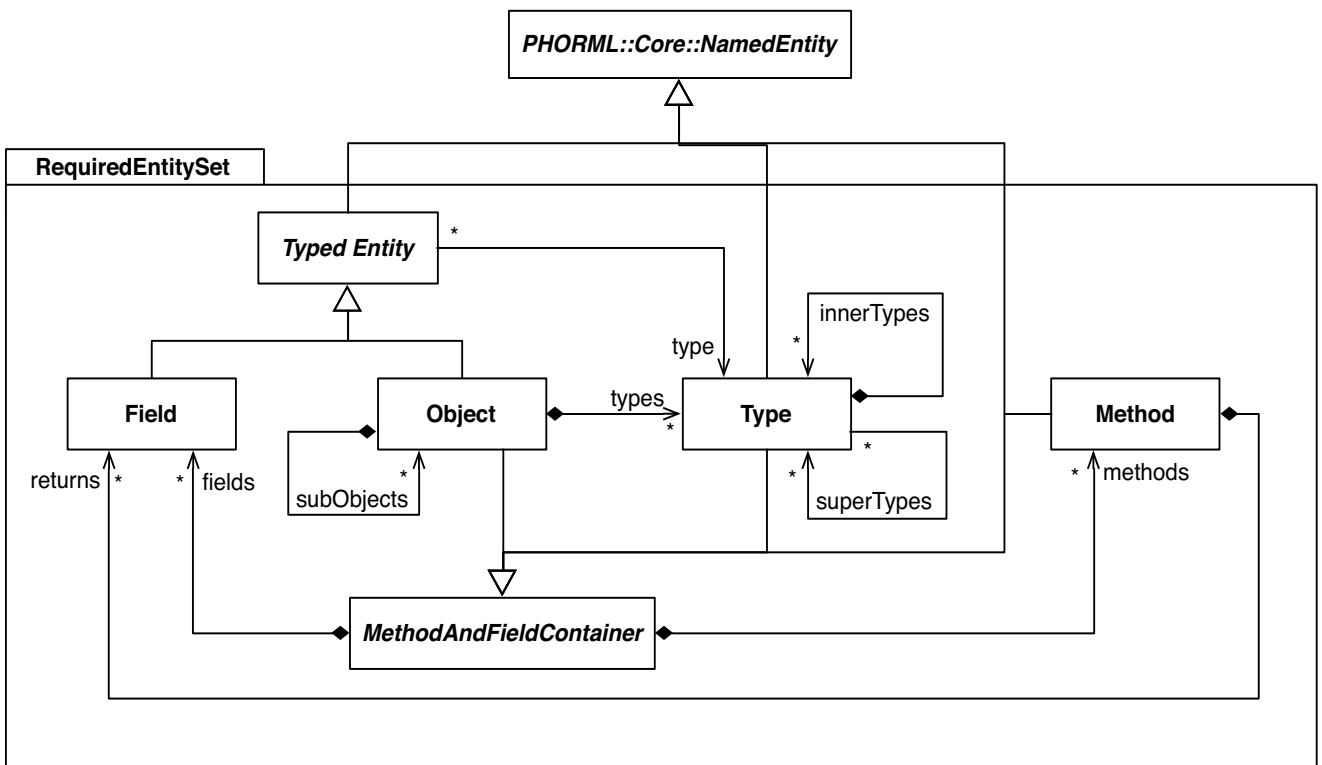 PHORML::Core::NamedEntity
RequiredEntitySet
Typed Entity
*
innerTypes
*
type
Field
Object
types
*
Type
Method
returns
*
*
fields
*
subObjects
*
*
superTypes
*
methods
MethodAndFieldContainer